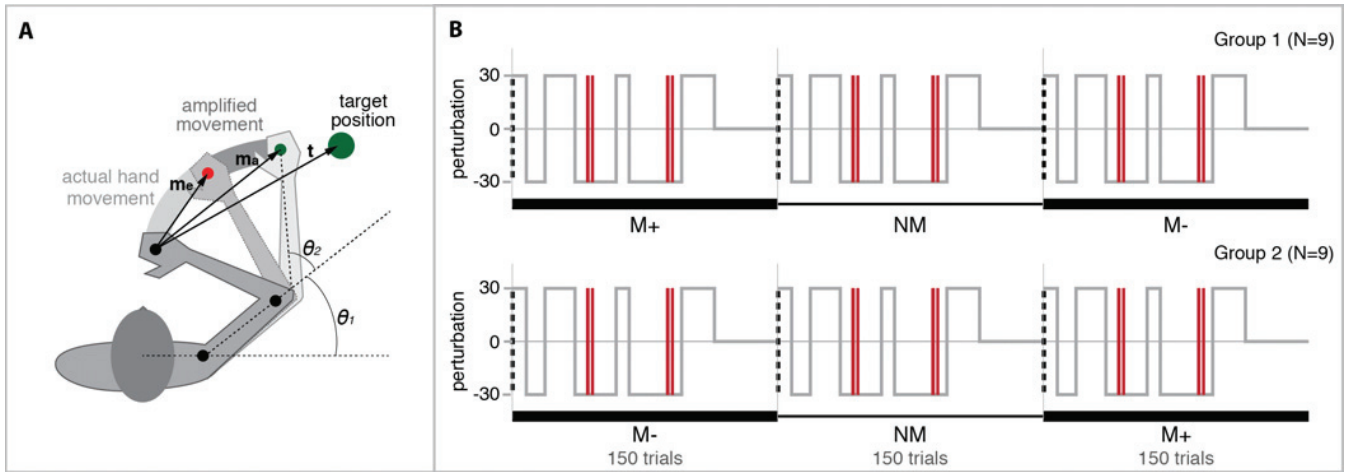 A
amplified
movement
target
position
actual hand
movement
me
ma
t
θ2
θ1
B
Group 1 (N=9)
perturbation
30
0
-30
M+
NM
M-
Group 2 (N=9)
perturbation
30
0
-30
M-
NM
M+
150 trials
150 trials
150 trials